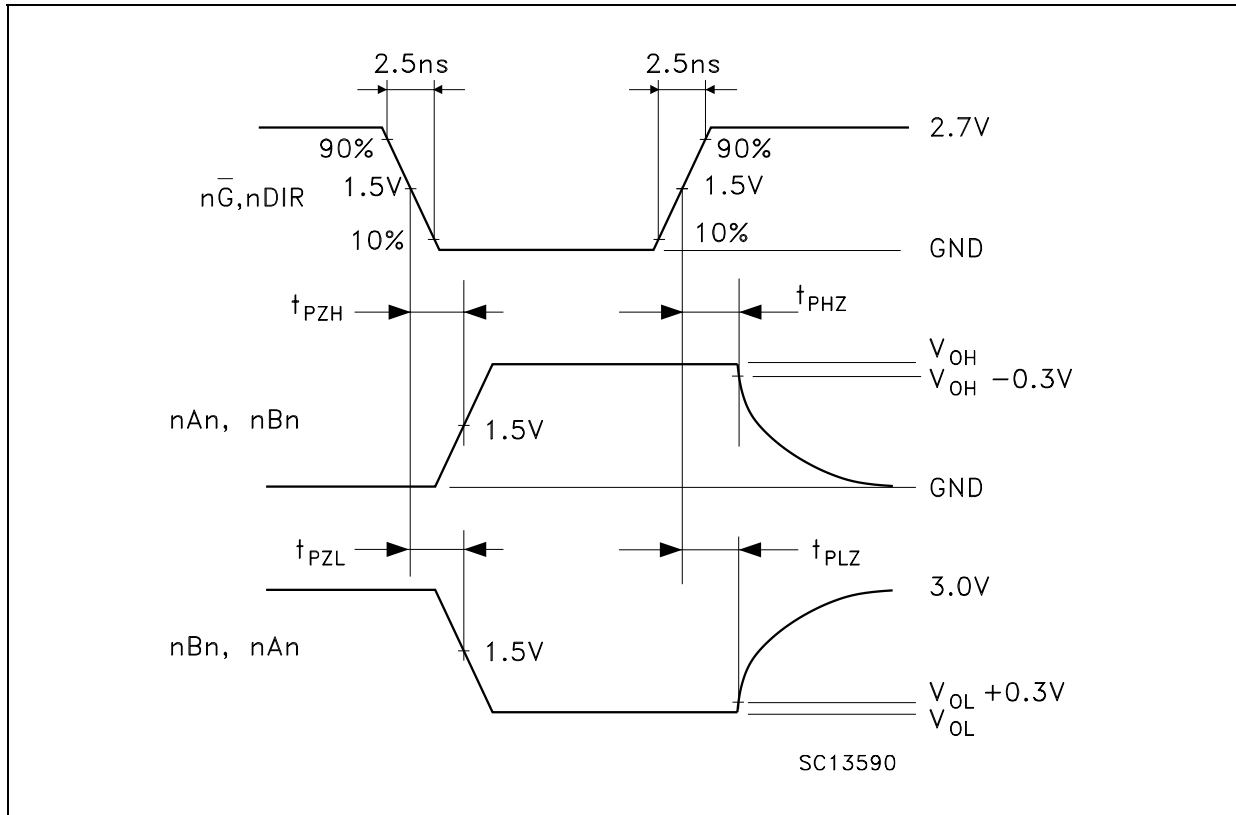 2.5ns 2.5ns
2.7V
90% 90%
nG̅,nDIR 1.5V 1.5V
10% 10%
GND
tPZH tPHZ
VOH
VOH −0.3V
nAn, nBn 1.5V
GND
tPZL tPLZ
3.0V
nBn, nAn 1.5V
VOL +0.3V
VOL
SC13590